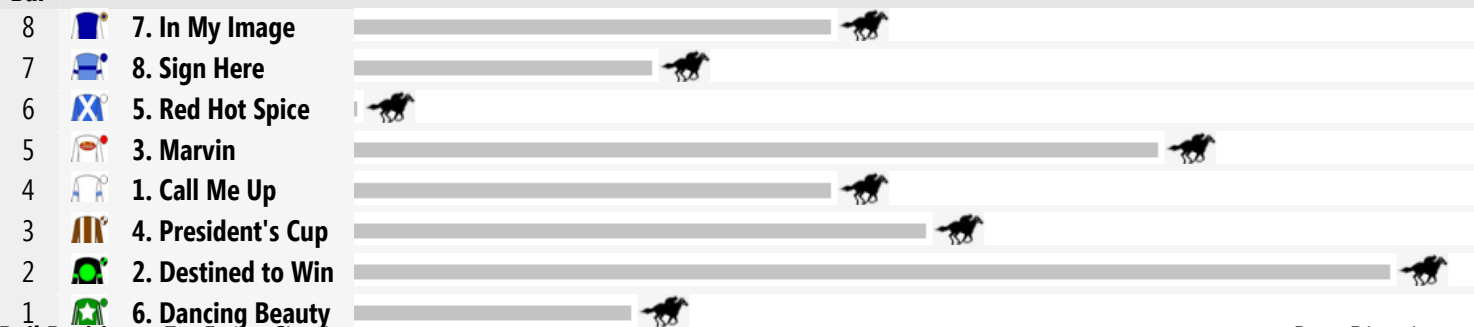 8 7. In My Image
7 8. Sign Here
6 5. Red Hot Spice
5 3. Marvin
4 1. Call Me Up
3 4. President's Cup
2 2. Destined to Win
1 6. Dancing Beauty